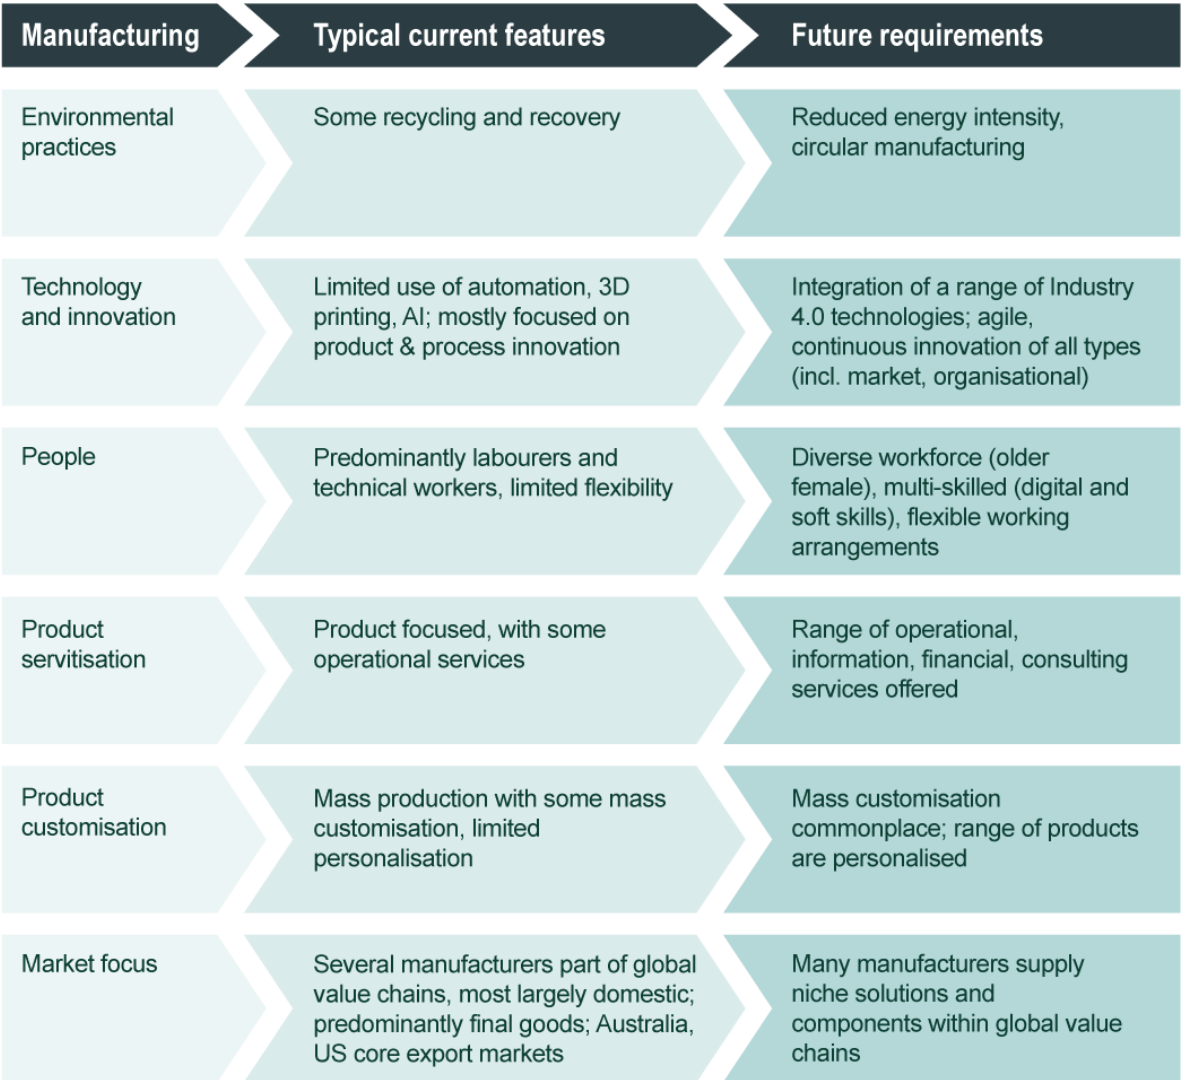 Manufacturing
Typical current features
Future requirements
Environmental
practices
Some recycling and recovery
Reduced energy intensity,
circular manufacturing
Technology
and innovation
Limited use of automation, 3D
printing, AI; mostly focused on
product & process innovation
Integration of a range of Industry
4.0 technologies; agile,
continuous innovation of all types
(incl. market, organisational)
People
Predominantly labourers and
technical workers, limited flexibility
Diverse workforce (older
female), multi-skilled (digital and
soft skills), flexible working
arrangements
Product
servitisation
Product focused, with some
operational services
Range of operational,
information, financial, consulting
services offered
Product
customisation
Mass production with some mass
customisation, limited
personalisation
Mass customisation
commonplace; range of products
are personalised
Market focus
Several manufacturers part of global
value chains, most largely domestic;
predominantly final goods; Australia,
US core export markets
Many manufacturers supply
niche solutions and
components within global value
chains